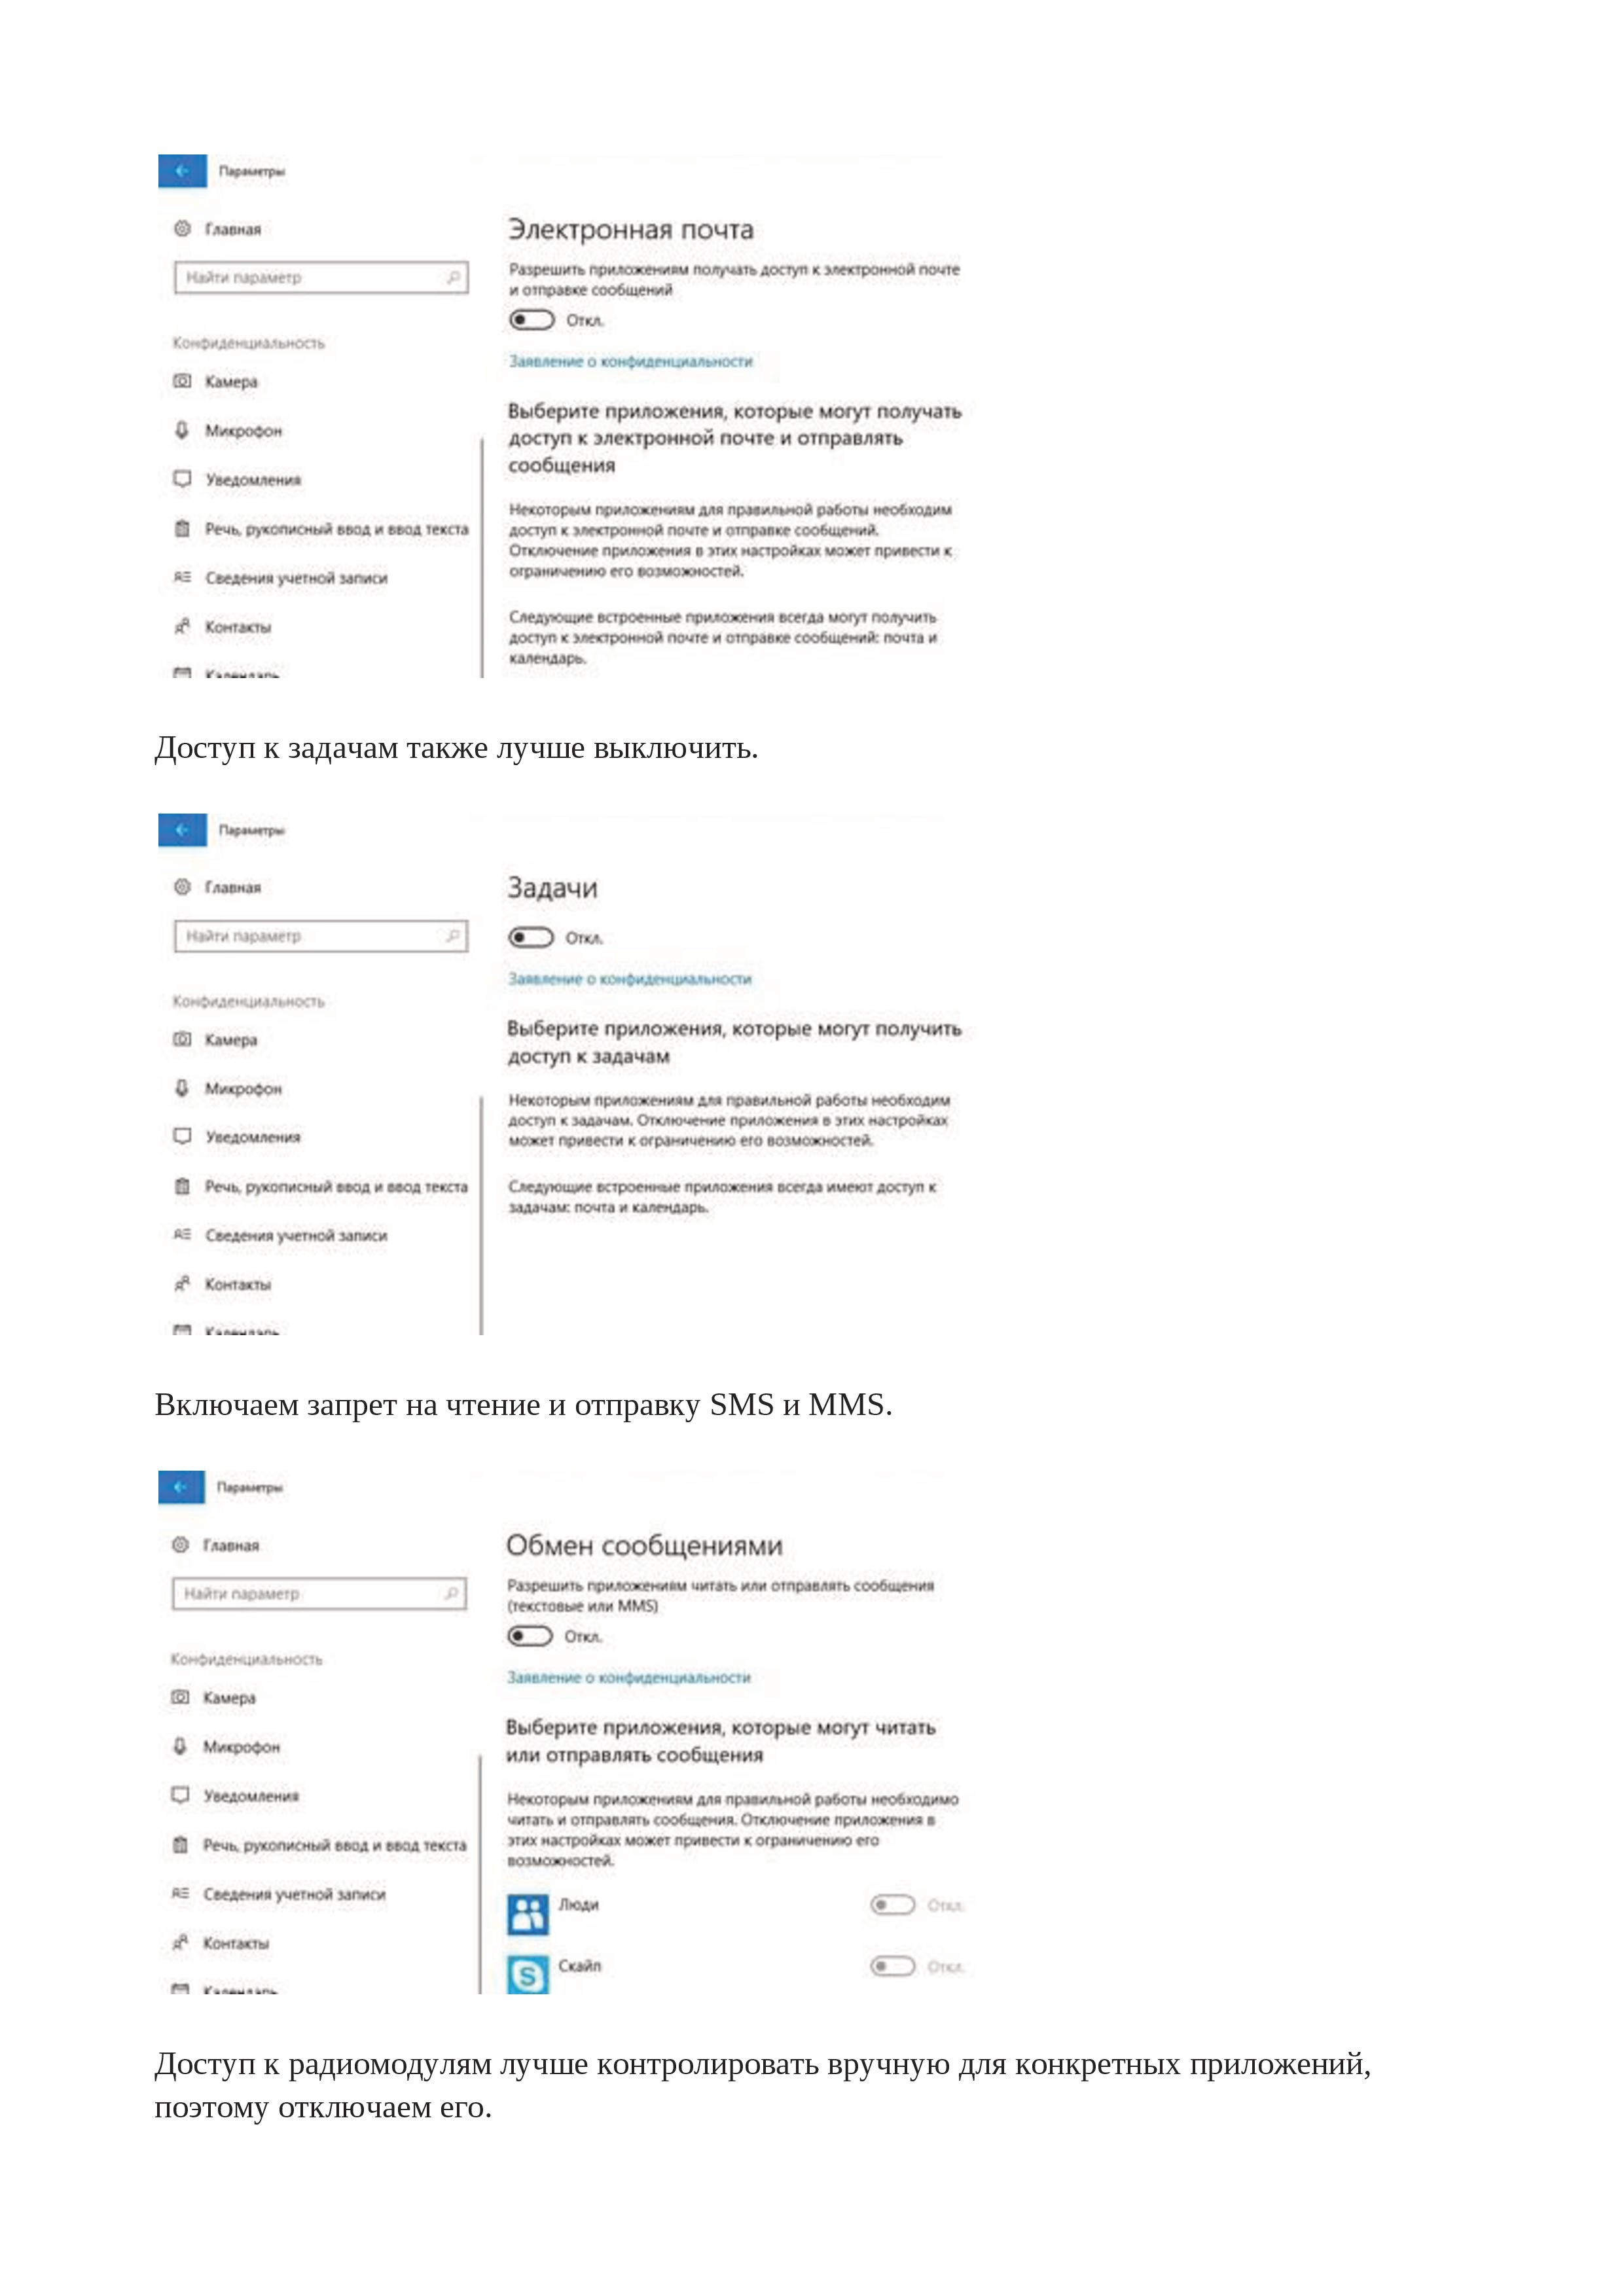 Параметры
Главная
Найти параметр
Конфиденциальность
Камера
Микрофон
Уведомления
Речь, рукописный ввод и ввод текста
Сведения учетной записи
Контакты
Календарь
Электронная почта
Разрешить приложениям получать доступ к электронной почте
и отправке сообщений
Откл.
Заявление о конфиденциальности
Выберите приложения, которые могут получать
доступ к электронной почте и отправлять
сообщения
Некоторым приложениям для правильной работы необходим
доступ к электронной почте и отправке сообщений.
Отключение приложения в этих настройках может привести к
ограничению его возможностей.
Следующие встроенные приложения всегда могут получить
доступ к электронной почте и отправке сообщений: почта и
календарь.
Доступ к задачам также лучше выключить.
Параметры
Главная
Найти параметр
Конфиденциальность
Камера
Микрофон
Уведомления
Речь, рукописный ввод и ввод текста
Сведения учетной записи
Контакты
Календарь
Задачи
Откл.
Заявление о конфиденциальности
Выберите приложения, которые могут получить
доступ к задачам
Некоторым приложениям для правильной работы необходим
доступ к задачам. Отключение приложения в этих настройках
может привести к ограничению его возможностей.
Следующие встроенные приложения всегда имеют доступ к
задачам: почта и календарь.
Включаем запрет на чтение и отправку SMS и MMS.
Параметры
Главная
Найти параметр
Конфиденциальность
Камера
Микрофон
Уведомления
Речь, рукописный ввод и ввод текста
Сведения учетной записи
Контакты
Календарь
Обмен сообщениями
Разрешить приложениям читать или отправлять сообщения
(текстовые или MMS)
Откл.
Заявление о конфиденциальности
Выберите приложения, которые могут читать
или отправлять сообщения
Некоторым приложениям для правильной работы необходимо
читать и отправлять сообщения. Отключение приложения в
этих настройках может привести к ограничению его
возможностей.
Люди Откл.
Скайп Откл.
Доступ к радиомодулям лучше контролировать вручную для конкретных приложений,
поэтому отключаем его.